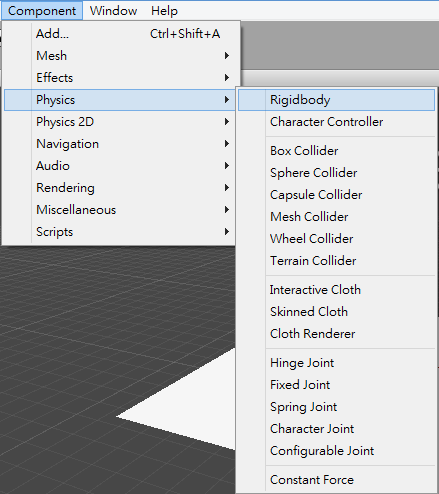 Component Window Help
Add... Ctrl+Shift+A
Mesh
Effects
Physics
Physics 2D
Navigation
Audio
Rendering
Miscellaneous
Scripts
Rigidbody
Character Controller
Box Collider
Sphere Collider
Capsule Collider
Mesh Collider
Wheel Collider
Terrain Collider
Interactive Cloth
Skinned Cloth
Cloth Renderer
Hinge Joint
Fixed Joint
Spring Joint
Character Joint
Configurable Joint
Constant Force